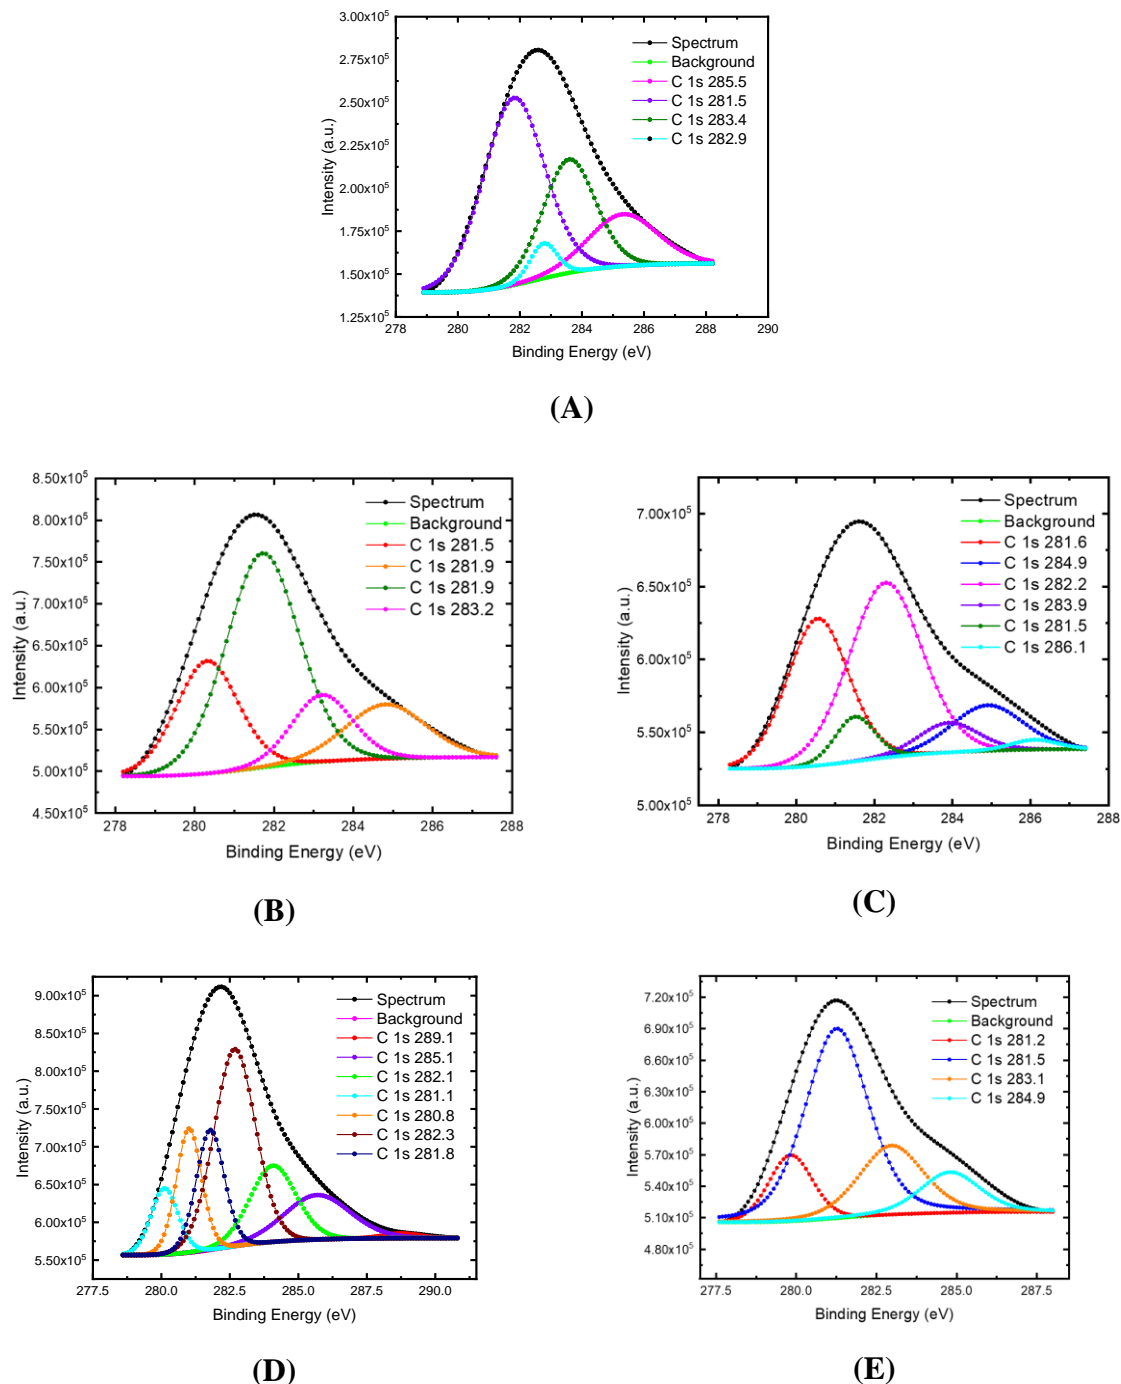 3.00x10⁵
2.75x10⁵
2.50x10⁵
2.00x10⁵
1.75x10⁵
1.50x10⁵
1.25x10⁵
Intensity (a.u.)
Spectrum
Background
C 1s 285.5
C 1s 281.5
C 1s 283.4
C 1s 282.9
278 280 282 284 286 288 290
Binding Energy (eV)
(A)
8.50x10⁵
8.00x10⁵
7.50x10⁵
7.00x10⁵
6.50x10⁵
6.00x10⁵
5.50x10⁵
5.00x10⁵
4.50x10⁵
Intensity (a.u.)
Spectrum
Background
C 1s 281.5
C 1s 281.9
C 1s 281.9
C 1s 283.2
278 280 282 284 286 288
Binding Energy (eV)
(B)
7.00x10⁵
6.50x10⁵
6.00x10⁵
5.50x10⁵
5.00x10⁵
Intensity (a.u.)
Spectrum
Background
C 1s 281.6
C 1s 284.9
C 1s 282.2
C 1s 283.9
C 1s 281.5
C 1s 286.1
278 280 282 284 286 288
Binding Energy (eV)
(C)
9.00x10⁵
8.50x10⁵
8.00x10⁵
7.50x10⁵
7.00x10⁵
6.50x10⁵
6.00x10⁵
5.50x10⁵
Intensity (a.u.)
Spectrum
Background
C 1s 289.1
C 1s 285.1
C 1s 282.1
C 1s 281.1
C 1s 280.8
C 1s 282.3
C 1s 281.8
277.5 280.0 282.5 285.0 287.5 290.0
Binding Energy (eV)
(D)
7.20x10⁵
6.90x10⁵
6.60x10⁵
6.30x10⁵
6.00x10⁵
5.70x10⁵
5.40x10⁵
5.10x10⁵
4.80x10⁵
Intensity (a.u.)
Spectrum
Background
C 1s 281.2
C 1s 281.5
C 1s 283.1
C 1s 284.9
277.5 280.0 282.5 285.0 287.5
Binding Energy (eV)
(E)